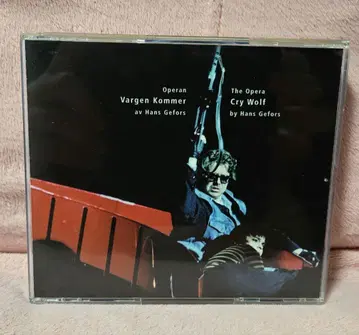 Operan
Vargen Kommer
av Hans Gefors
The Opera
Cry Wolf
by Hans Gefors